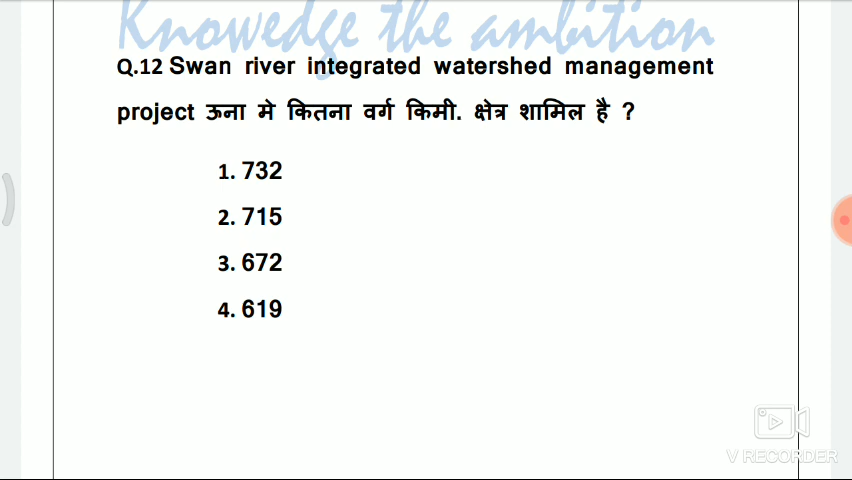 Knowedge the ambition
Q.12 Swan river integrated watershed management
project ऊना मे कितना वर्ग किमी. क्षेत्र शामिल है ?
1. 732
2. 715
3. 672
4. 619
V RECORDER